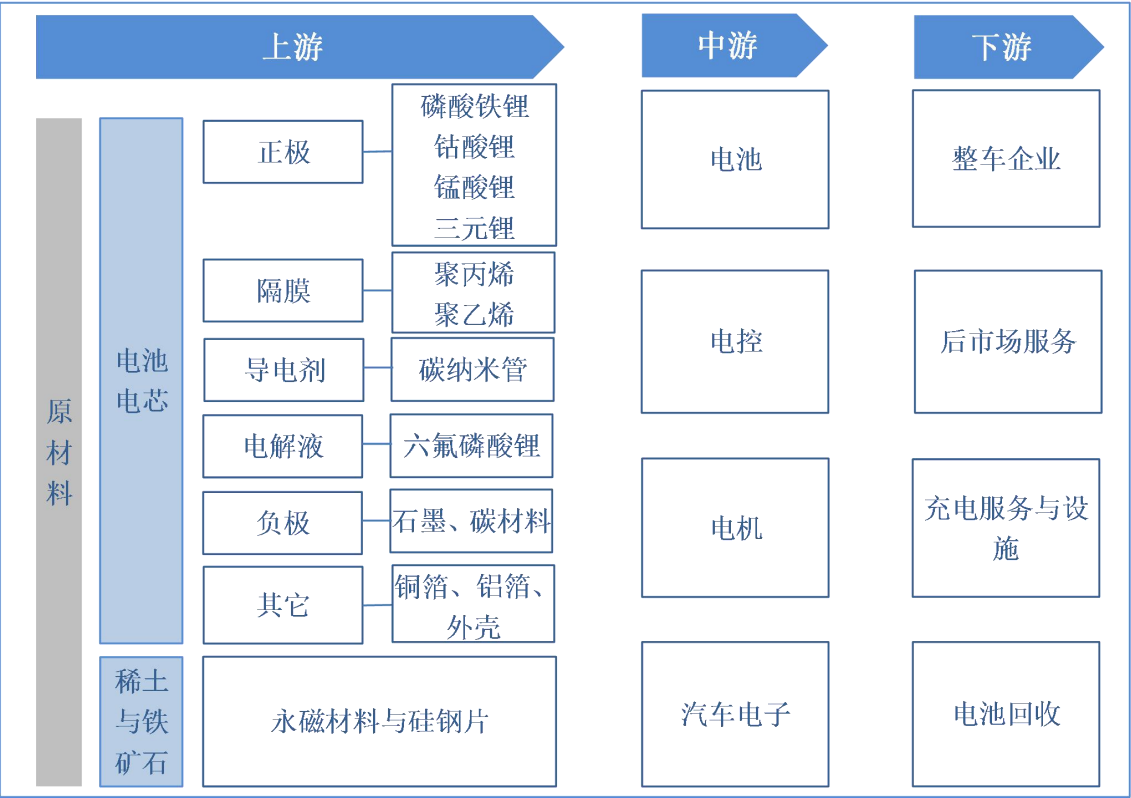 上游
中游
下游
原
材
料
电池
电芯
正极
磷酸铁锂
钴酸锂
锰酸锂
三元锂
隔膜
聚丙烯
聚乙烯
导电剂
碳纳米管
电解液
六氟磷酸锂
负极
石墨、碳材料
其它
铜箔、铝箔、
外壳
稀土
与铁
矿石
永磁材料与硅钢片
电池
电控
电机
汽车电子
整车企业
后市场服务
充电服务与设
施
电池回收